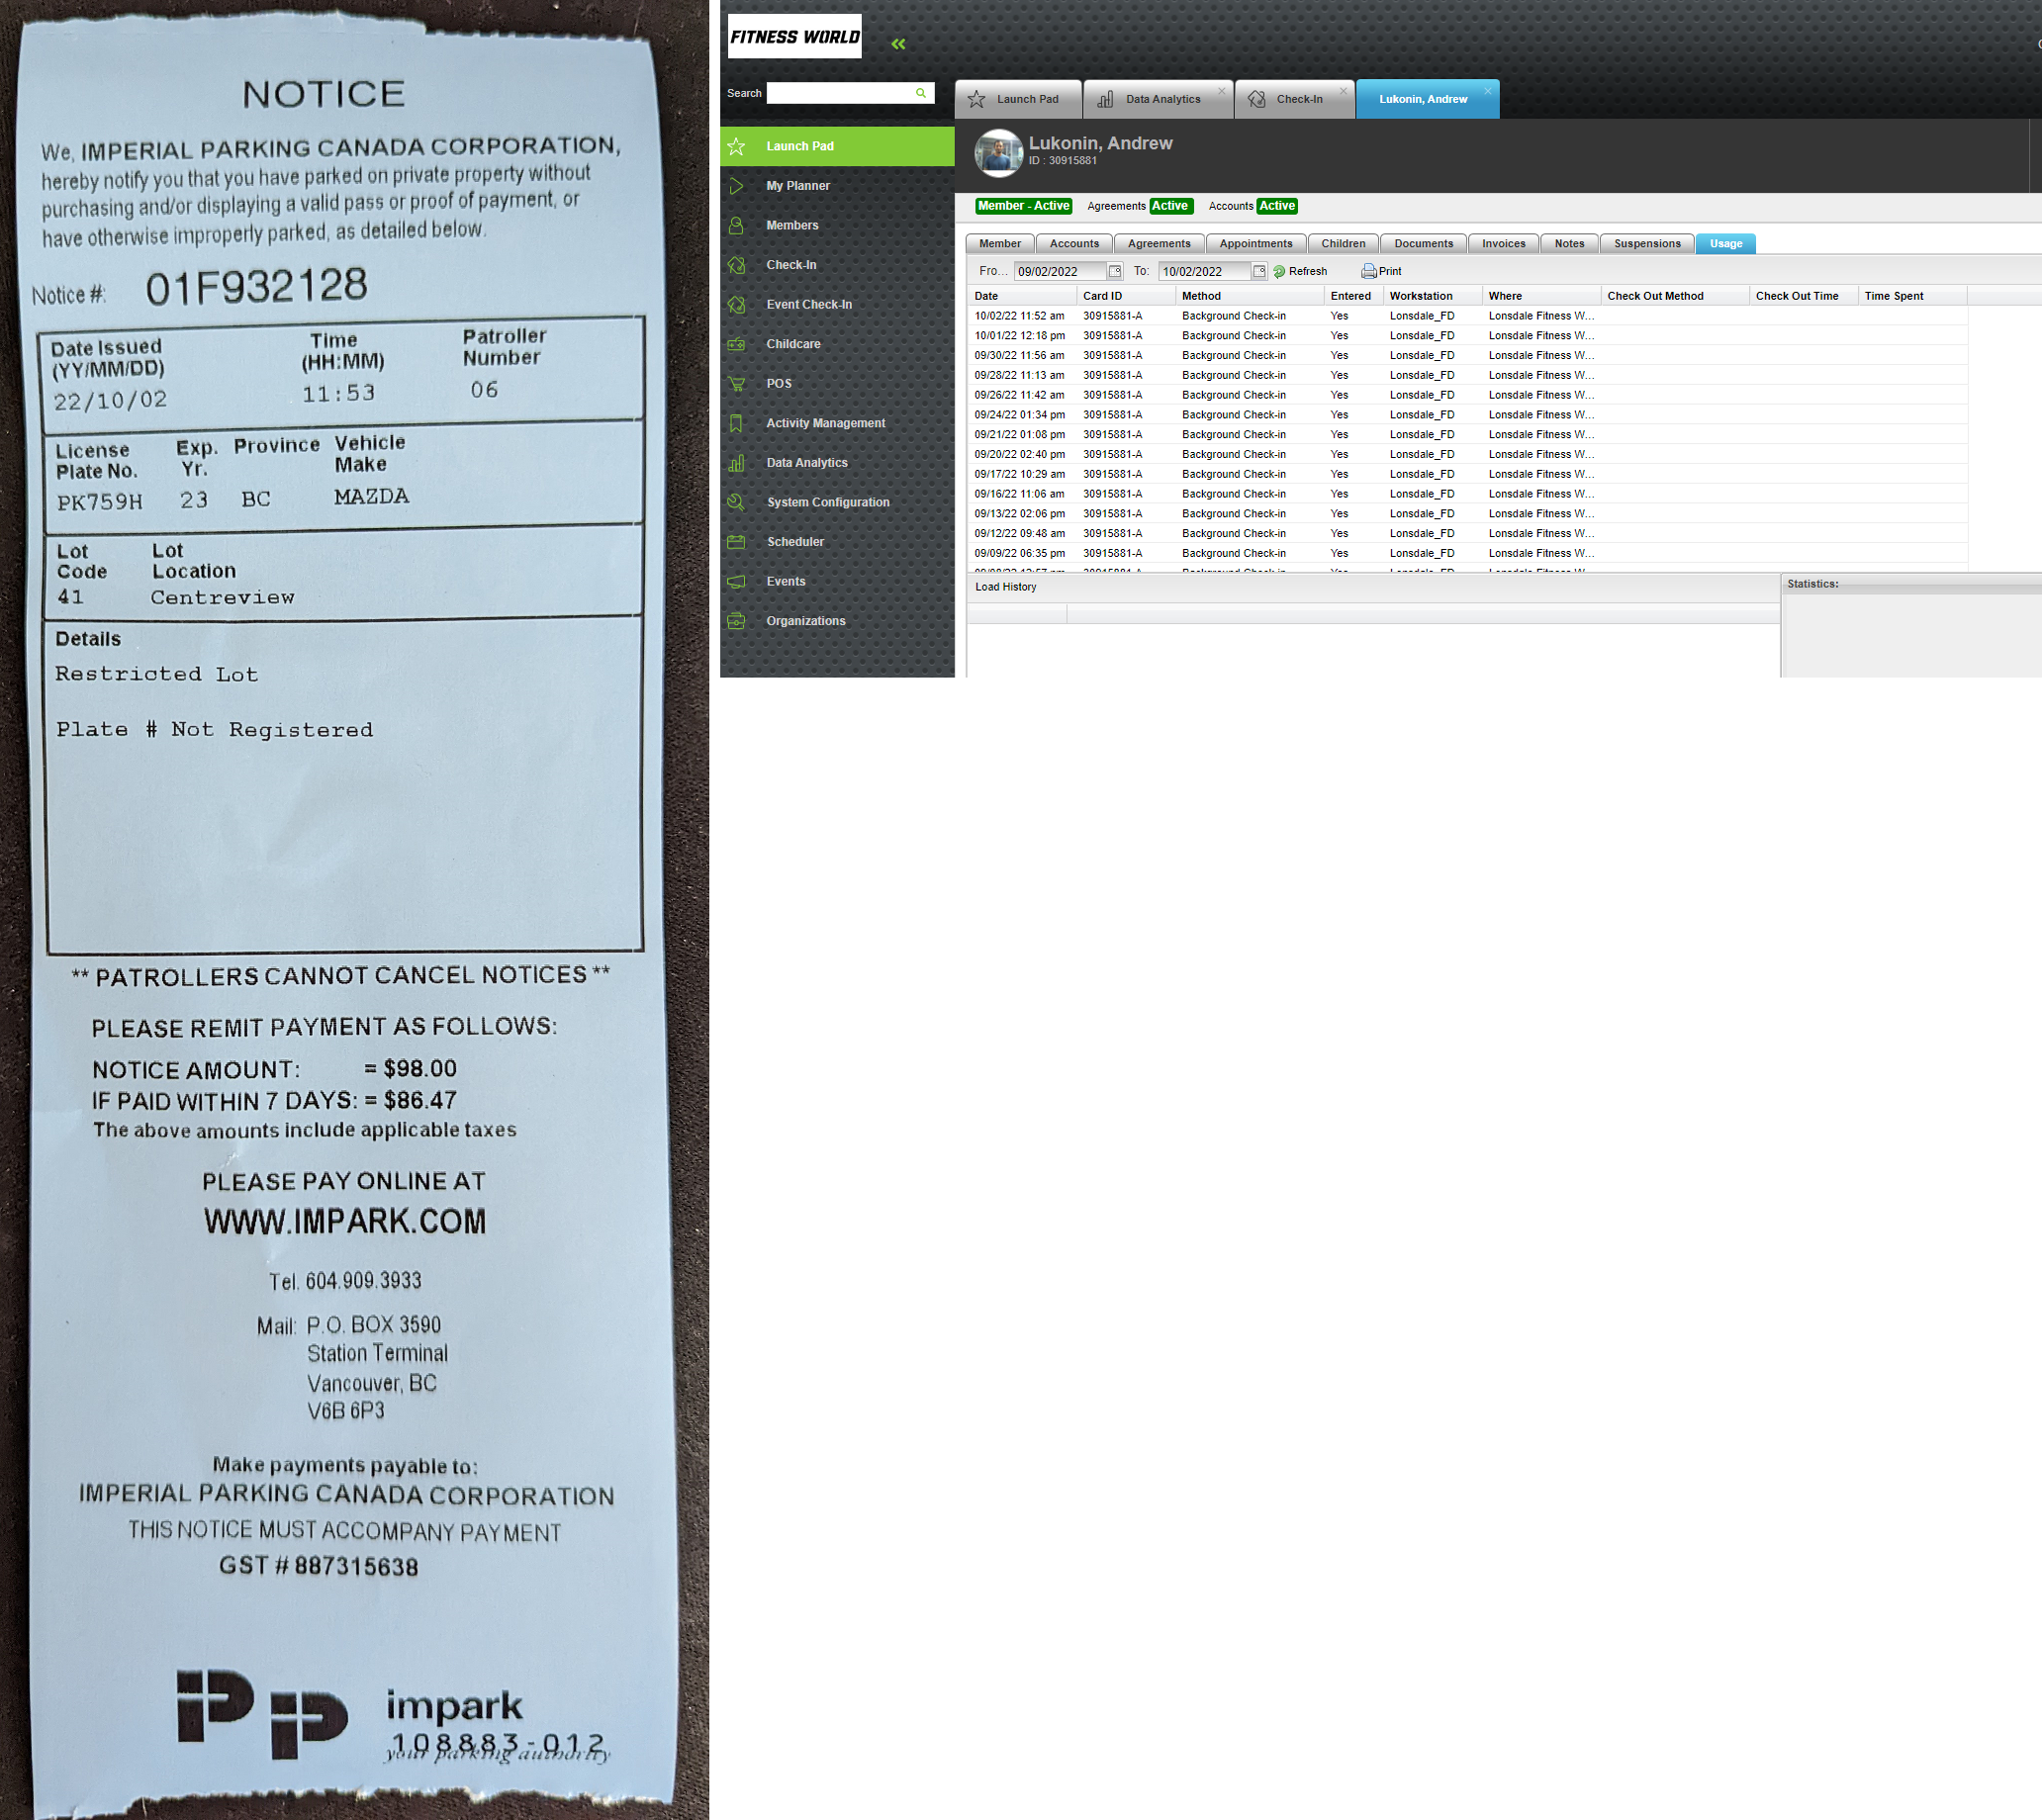 NOTICE
We, IMPERIAL PARKING CANADA CORPORATION,
hereby notify you that you have parked on private property without
purchasing and/or displaying a valid pass or proof of payment, or
have otherwise improperly parked, as detailed below.
Notice #: 01F932128
Date Issued (YY/MM/DD) Time (HH:MM) Patroller Number
22/10/02 11:53 06
License Plate No. Exp. Yr. Province Vehicle Make
PK759H 23 BC MAZDA
Lot Code Lot Location
41 Centreview
Details
Restricted Lot
Plate # Not Registered
** PATROLLERS CANNOT CANCEL NOTICES **
PLEASE REMIT PAYMENT AS FOLLOWS:
NOTICE AMOUNT: = $98.00
IF PAID WITHIN 7 DAYS: = $86.47
The above amounts include applicable taxes
PLEASE PAY ONLINE AT
WWW.IMPARK.COM
Tel. 604.909.3933
Mail: P.O. BOX 3590
Station Terminal
Vancouver, BC
V6B 6P3
Make payments payable to:
IMPERIAL PARKING CANADA CORPORATION
THIS NOTICE MUST ACCOMPANY PAYMENT
GST # 887315638
impark
108883-012
your parking authority
FITNESS WORLD
Search
Launch Pad
Data Analytics
Check-In
Lukonin, Andrew
Launch Pad
My Planner
Members
Check-In
Event Check-In
Childcare
POS
Activity Management
Data Analytics
System Configuration
Scheduler
Events
Organizations
Lukonin, Andrew
ID : 30915881
Member - Active Agreements Active Accounts Active
Member Accounts Agreements Appointments Children Documents Invoices Notes Suspensions Usage
Fro... 09/02/2022 To: 10/02/2022 Refresh Print
Date Card ID Method Entered Workstation Where Check Out Method Check Out Time Time Spent
10/02/22 11:52 am 30915881-A Background Check-in Yes Lonsdale_FD Lonsdale Fitness W...
10/01/22 12:18 pm 30915881-A Background Check-in Yes Lonsdale_FD Lonsdale Fitness W...
09/30/22 11:56 am 30915881-A Background Check-in Yes Lonsdale_FD Lonsdale Fitness W...
09/28/22 11:13 am 30915881-A Background Check-in Yes Lonsdale_FD Lonsdale Fitness W...
09/26/22 11:42 am 30915881-A Background Check-in Yes Lonsdale_FD Lonsdale Fitness W...
09/24/22 01:34 pm 30915881-A Background Check-in Yes Lonsdale_FD Lonsdale Fitness W...
09/21/22 01:08 pm 30915881-A Background Check-in Yes Lonsdale_FD Lonsdale Fitness W...
09/20/22 02:40 pm 30915881-A Background Check-in Yes Lonsdale_FD Lonsdale Fitness W...
09/17/22 10:29 am 30915881-A Background Check-in Yes Lonsdale_FD Lonsdale Fitness W...
09/16/22 11:06 am 30915881-A Background Check-in Yes Lonsdale_FD Lonsdale Fitness W...
09/13/22 02:06 pm 30915881-A Background Check-in Yes Lonsdale_FD Lonsdale Fitness W...
09/12/22 09:48 am 30915881-A Background Check-in Yes Lonsdale_FD Lonsdale Fitness W...
09/09/22 06:35 pm 30915881-A Background Check-in Yes Lonsdale_FD Lonsdale Fitness W...
Load History
Statistics: